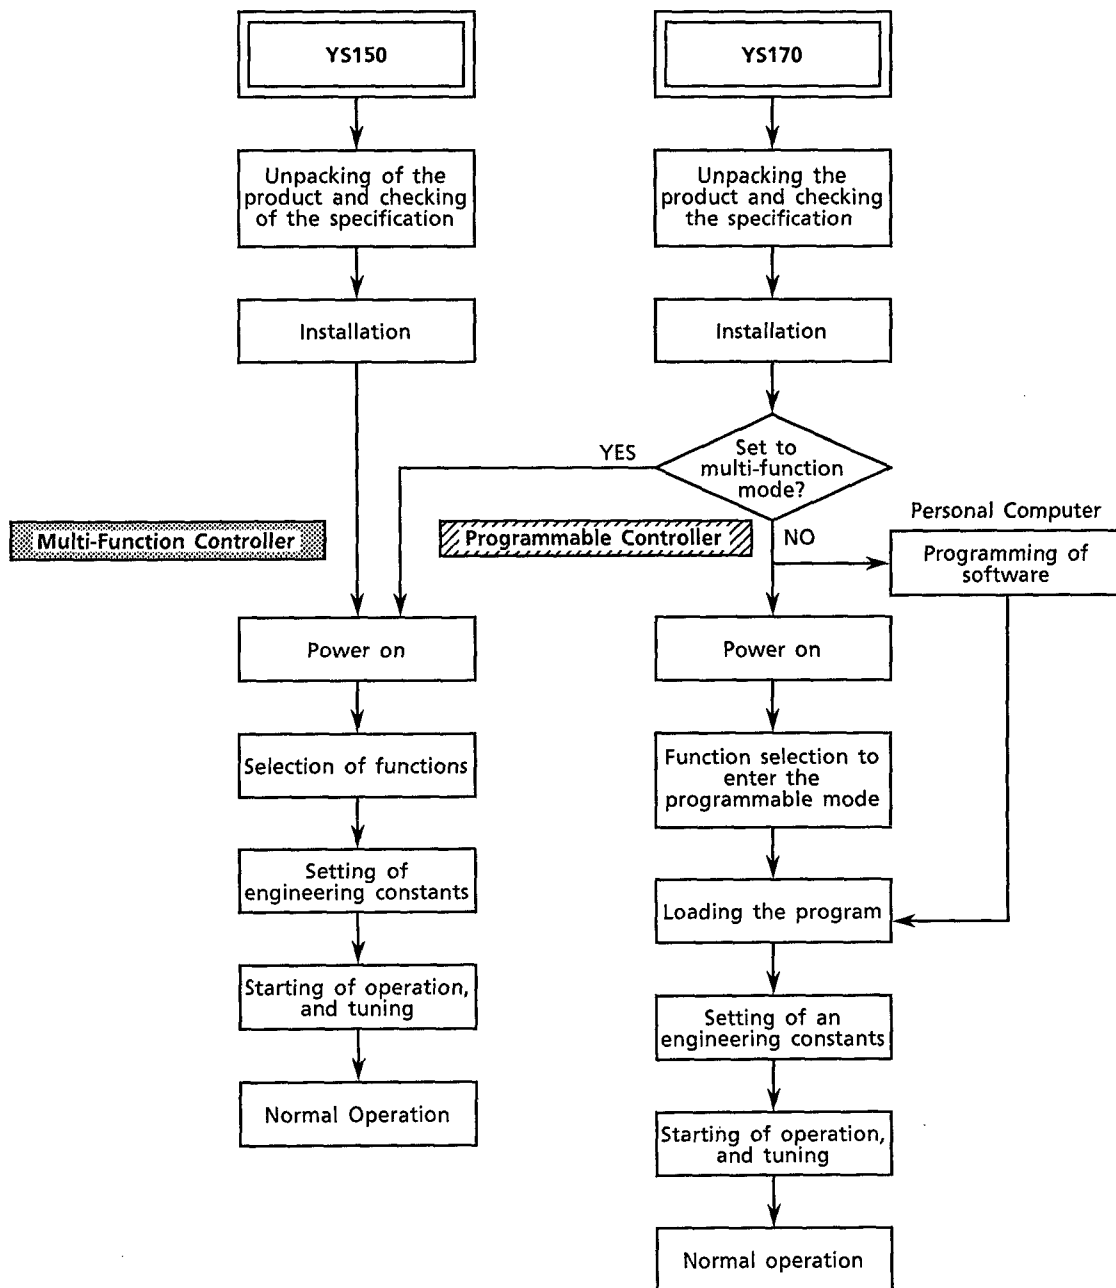 YS150
YS170
Unpacking of the
product and checking
of the specification
Unpacking the
product and checking
the specification
Installation
Installation
YES
Set to
multi-function
mode?
Multi-Function Controller
Programmable Controller
NO
Personal Computer
Programming of
software
Power on
Power on
Selection of functions
Function selection to
enter the
programmable mode
Setting of
engineering constants
Loading the program
Starting of operation,
and tuning
Setting of an
engineering constants
Normal Operation
Starting of operation,
and tuning
Normal operation